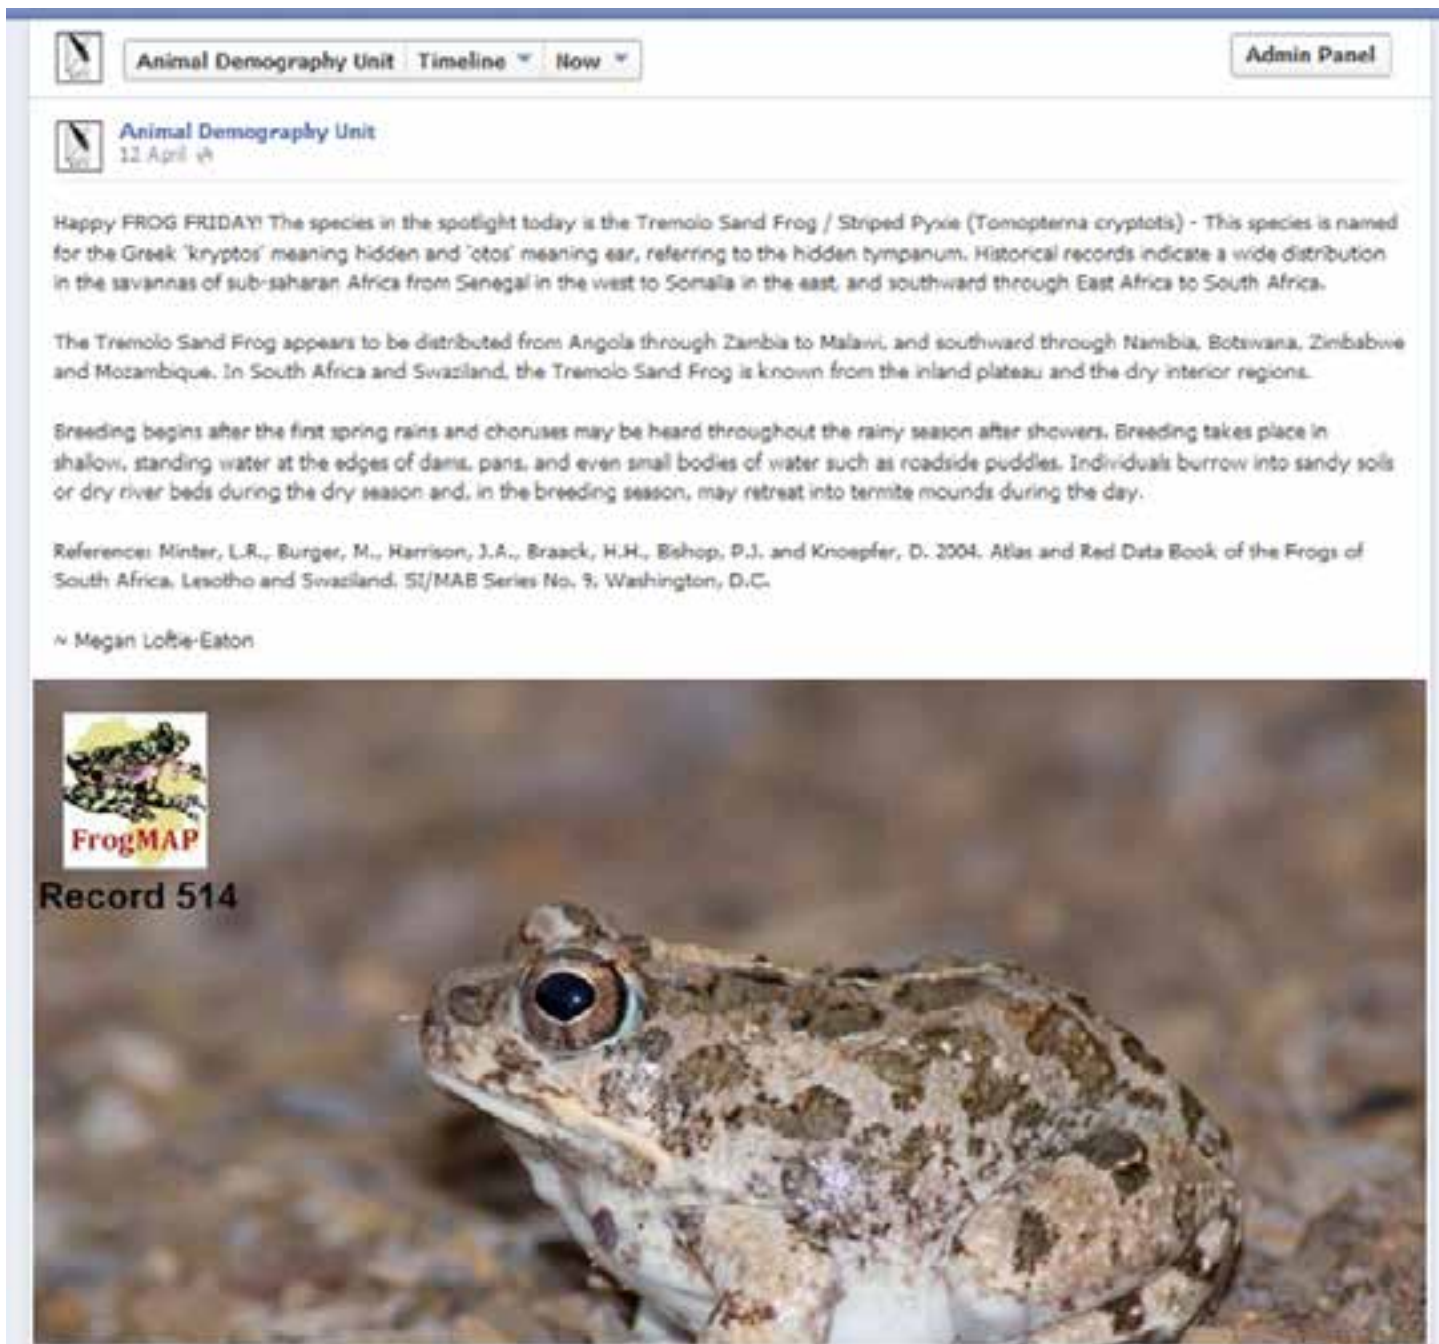 Animal Demography Unit Timeline Now Admin Panel
Animal Demography Unit
12 April
Happy FROG FRIDAY! The species in the spotlight today is the Tremolo Sand Frog / Striped Pyxie (Tomopterna cryptotis) - This species is named
for the Greek 'kryptos' meaning hidden and 'otos' meaning ear, referring to the hidden tympanum. Historical records indicate a wide distribution
in the savannas of sub-saharan Africa from Senegal in the west to Somalia in the east, and southward through East Africa to South Africa.
The Tremolo Sand Frog appears to be distributed from Angola through Zambia to Malawi, and southward through Namibia, Botswana, Zimbabwe
and Mozambique. In South Africa and Swaziland, the Tremolo Sand Frog is known from the inland plateau and the dry interior regions.
Breeding begins after the first spring rains and choruses may be heard throughout the rainy season after showers. Breeding takes place in
shallow, standing water at the edges of dams, pans, and even small bodies of water such as roadside puddles. Individuals burrow into sandy soils
or dry river beds during the dry season and, in the breeding season, may retreat into termite mounds during the day.
Reference: Minter, L.R., Burger, M., Harrison, J.A., Braack, H.H., Bishop, P.J. and Knoepfer, D. 2004. Atlas and Red Data Book of the Frogs of
South Africa, Lesotho and Swaziland. SI/MAB Series No. 9. Washington, D.C.
~ Megan Loftie-Eaton
FrogMAP
Record 514